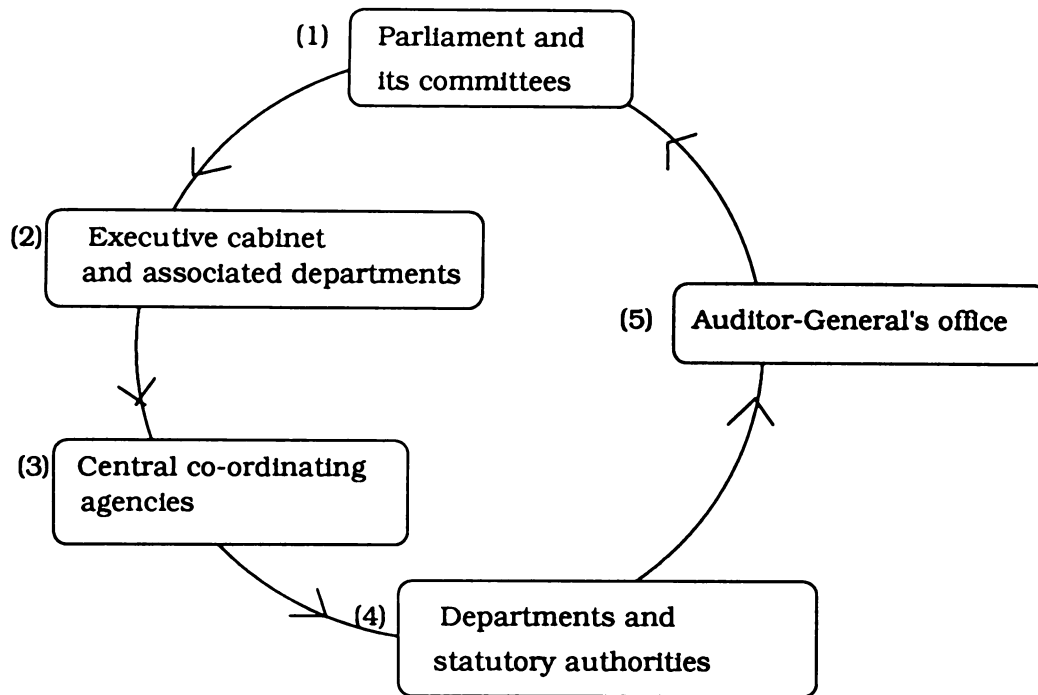 (1) Parliament and
its committees
(2) Executive cabinet
and associated departments
(5) Auditor-General's office
(3) Central co-ordinating
agencies
(4) Departments and
statutory authorities